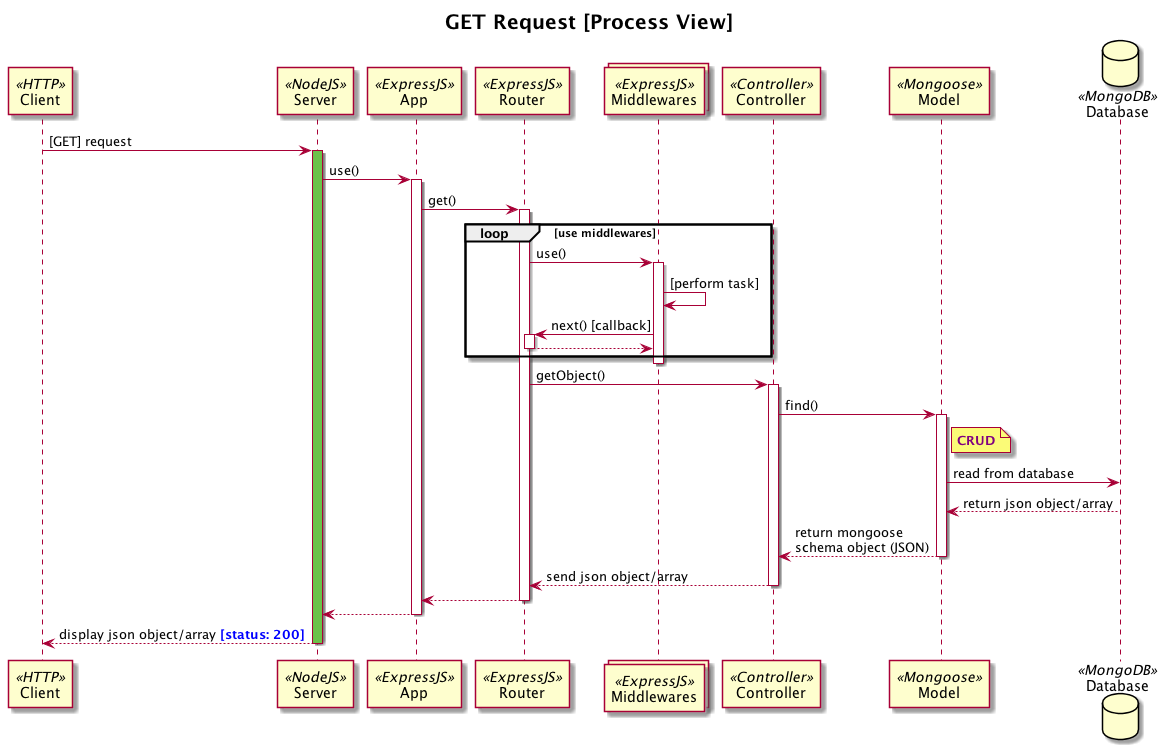 GET Request [Process View]
«HTTP»
Client
«NodeJS»
Server
«ExpressJS»
App
«ExpressJS»
Router
«ExpressJS»
Middlewares
«Controller»
Controller
«Mongoose»
Model
«MongoDB»
Database
[GET] request
use()
get()
loop [use middlewares]
use()
[perform task]
next() [callback]
getObject()
find()
CRUD
read from database
return json object/array
return mongoose
schema object (JSON)
send json object/array
display json object/array [status: 200]
«HTTP»
Client
«NodeJS»
Server
«ExpressJS»
App
«ExpressJS»
Router
«ExpressJS»
Middlewares
«Controller»
Controller
«Mongoose»
Model
«MongoDB»
Database